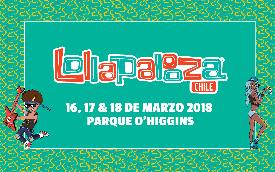 Lollapalooza
CHILE
16, 17 & 18 DE MARZO 2018
PARQUE O'HIGGINS